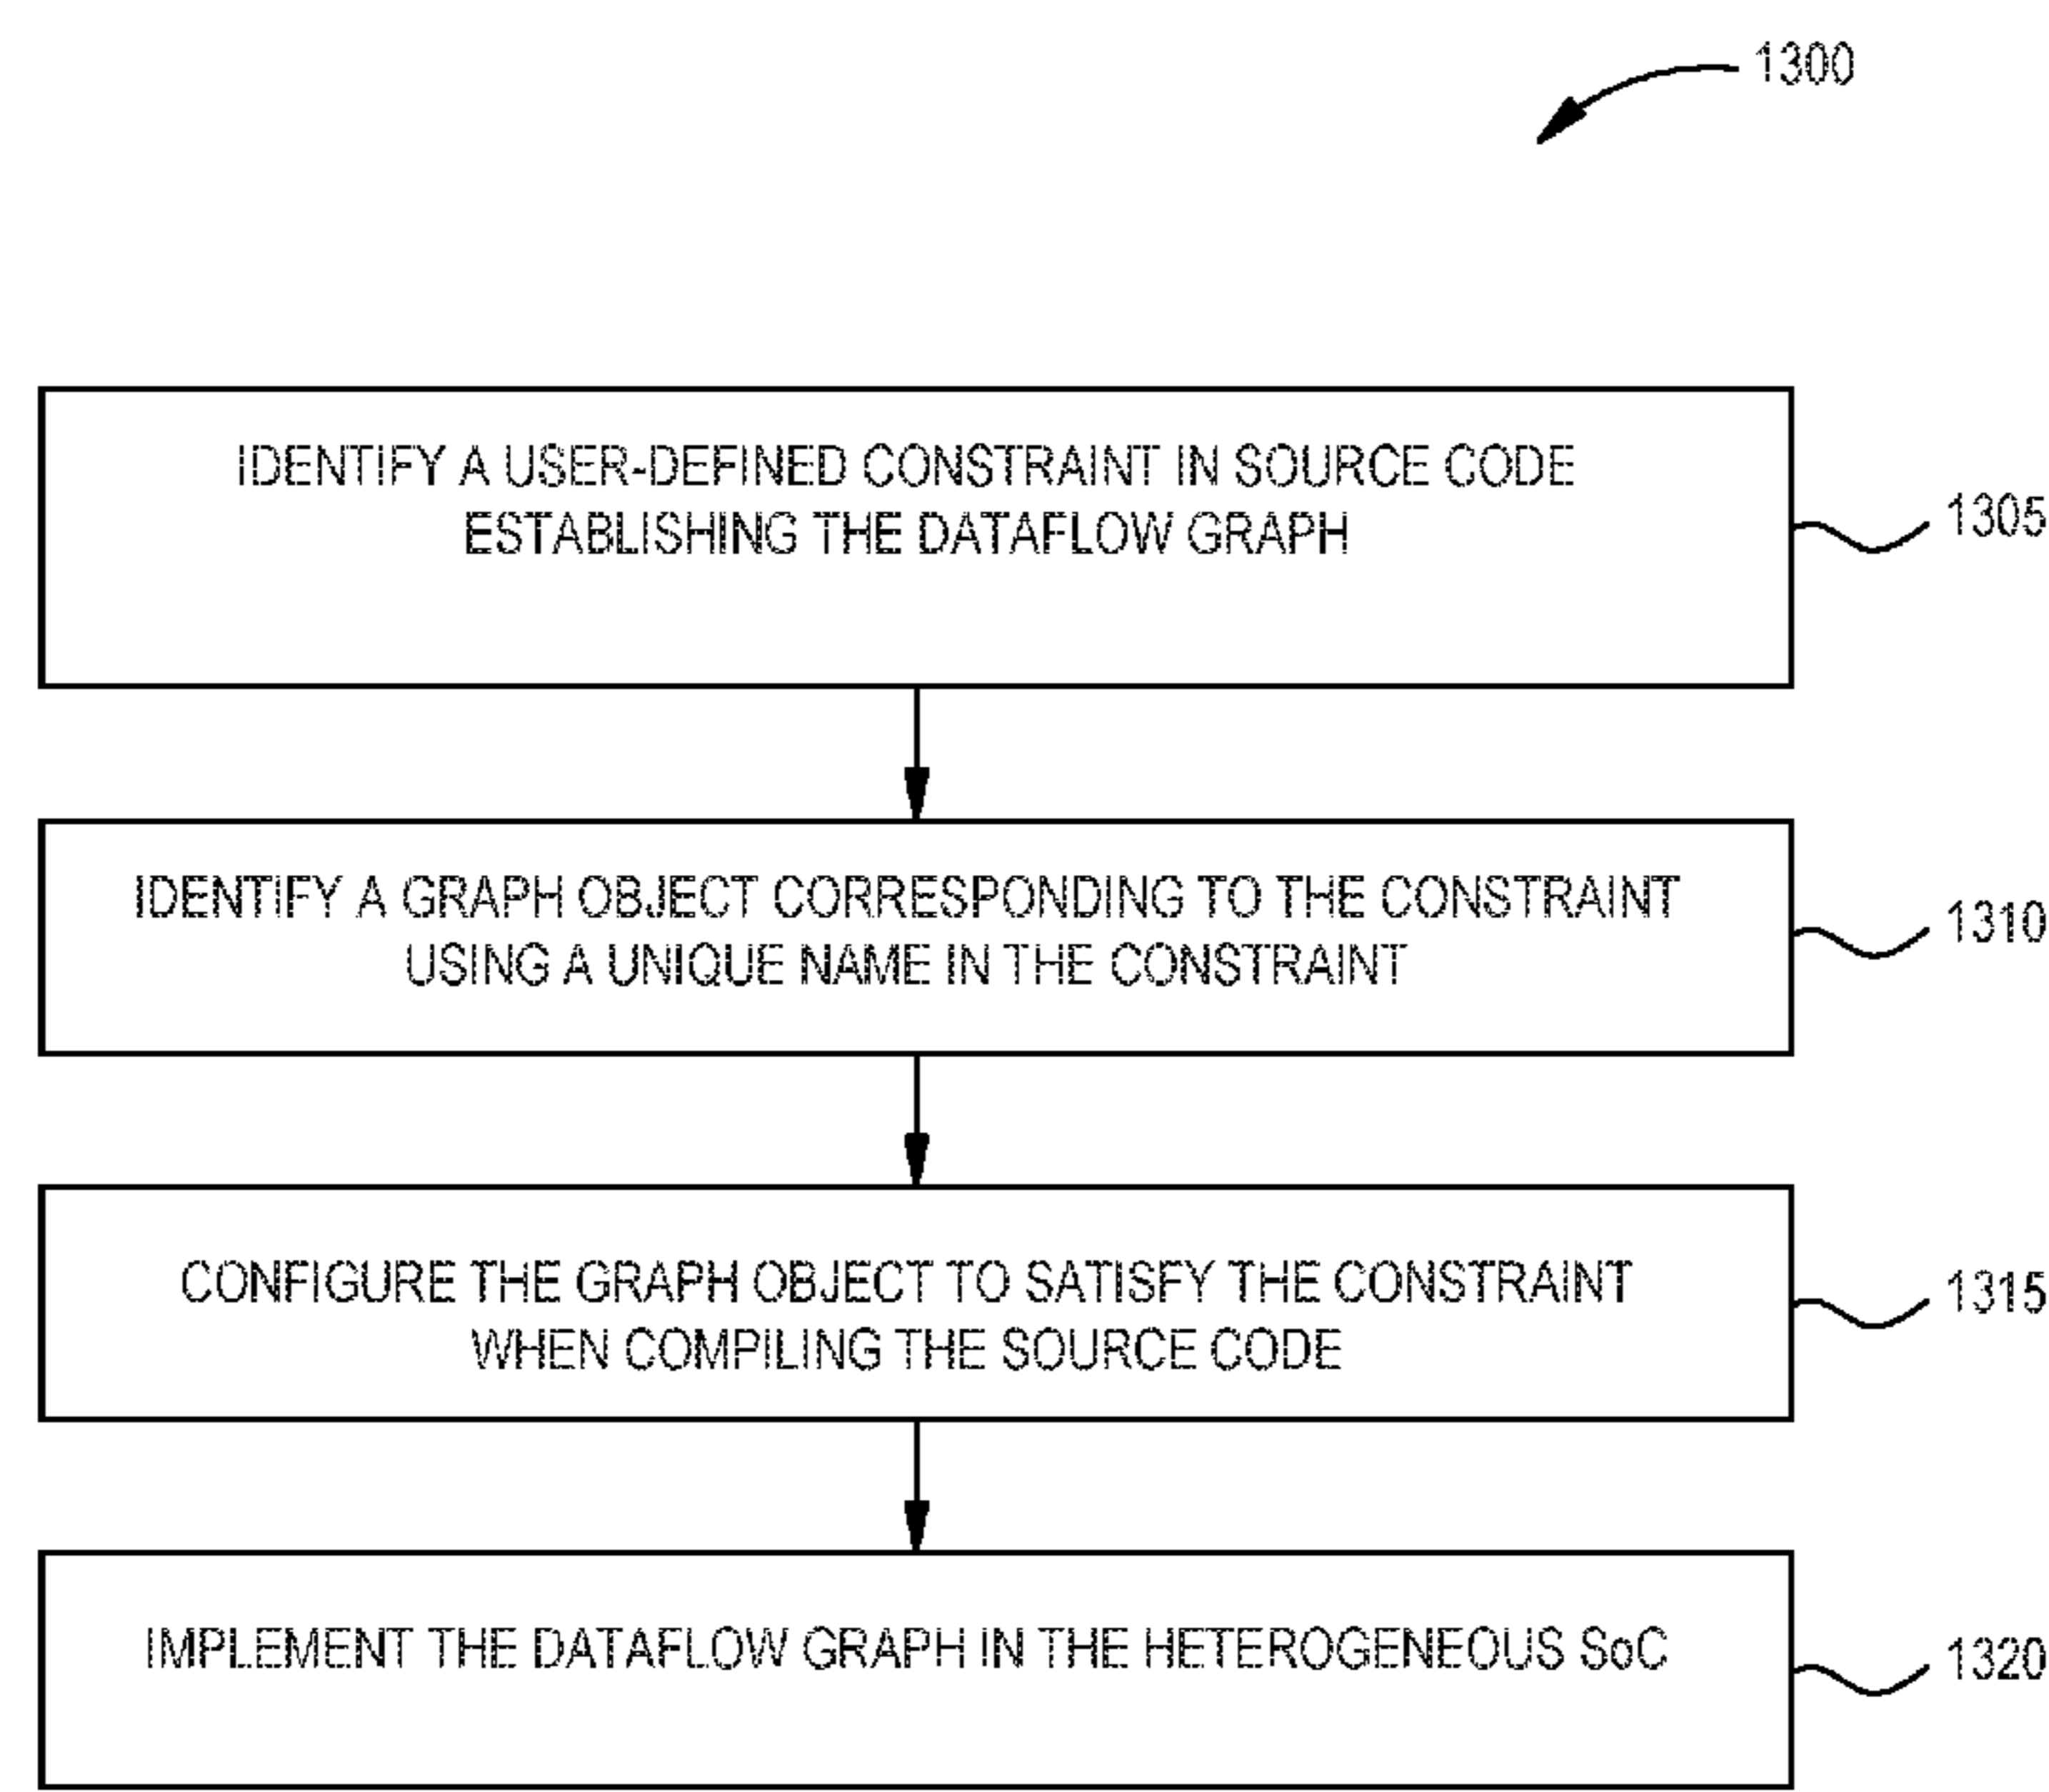 1300
IDENTIFY A USER-DEFINED CONSTRAINT IN SOURCE CODE
ESTABLISHING THE DATAFLOW GRAPH
1305
IDENTIFY A GRAPH OBJECT CORRESPONDING TO THE CONSTRAINT
USING A UNIQUE NAME IN THE CONSTRAINT
1310
CONFIGURE THE GRAPH OBJECT TO SATISFY THE CONSTRAINT
WHEN COMPILING THE SOURCE CODE
1315
IMPLEMENT THE DATAFLOW GRAPH IN THE HETEROGENEOUS SoC
1320